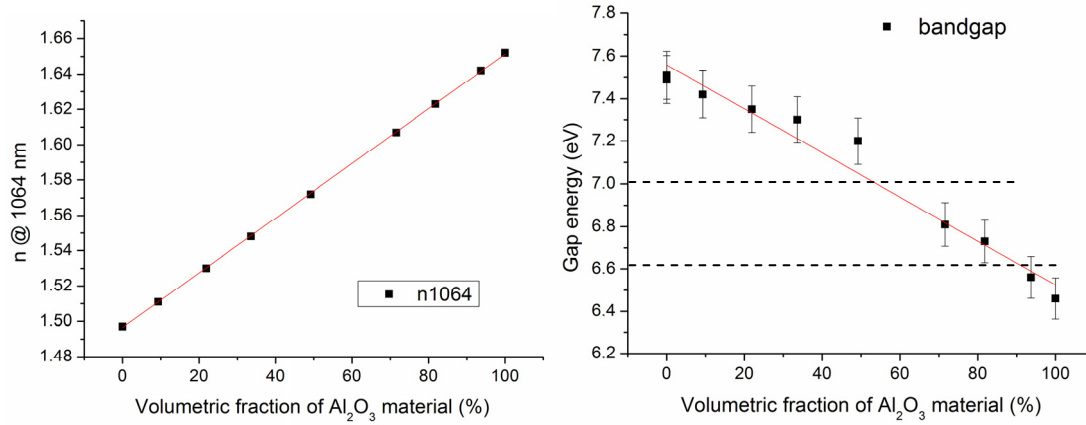 1.66
1.64
1.62
1.60
1.58
1.56
1.54
1.52
1.50
1.48
n @ 1064 nm
n1064
0 20 40 60 80 100
Volumetric fraction of Al₂O₃ material (%)
7.8
7.6
7.4
7.2
7.0
6.8
6.6
6.4
6.2
Gap energy (eV)
bandgap
0 20 40 60 80 100
Volumetric fraction of Al₂O₃ material (%)